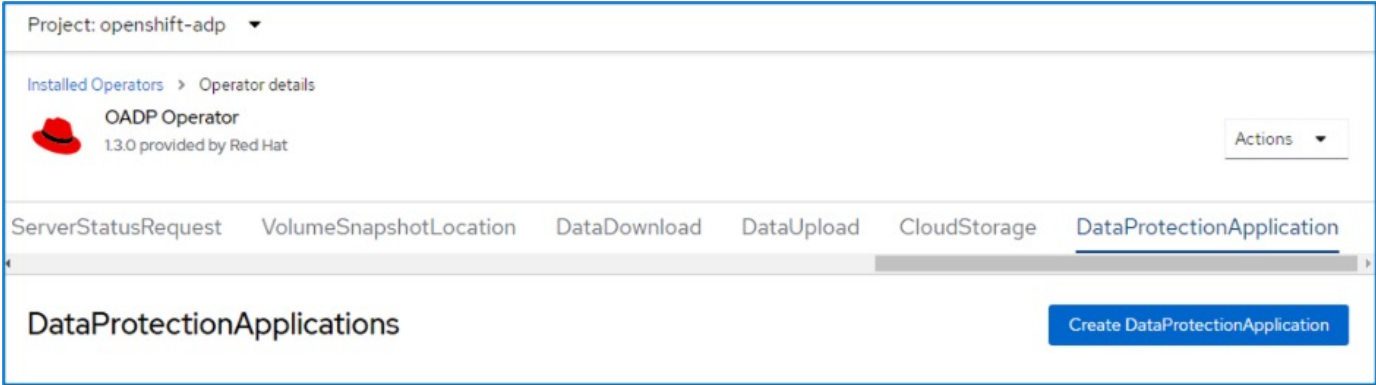 Project: openshift-adp
Installed Operators > Operator details
OADP Operator
1.3.0 provided by Red Hat
Actions
ServerStatusRequest VolumeSnapshotLocation DataDownload DataUpload CloudStorage DataProtectionApplication
DataProtectionApplications
Create DataProtectionApplication